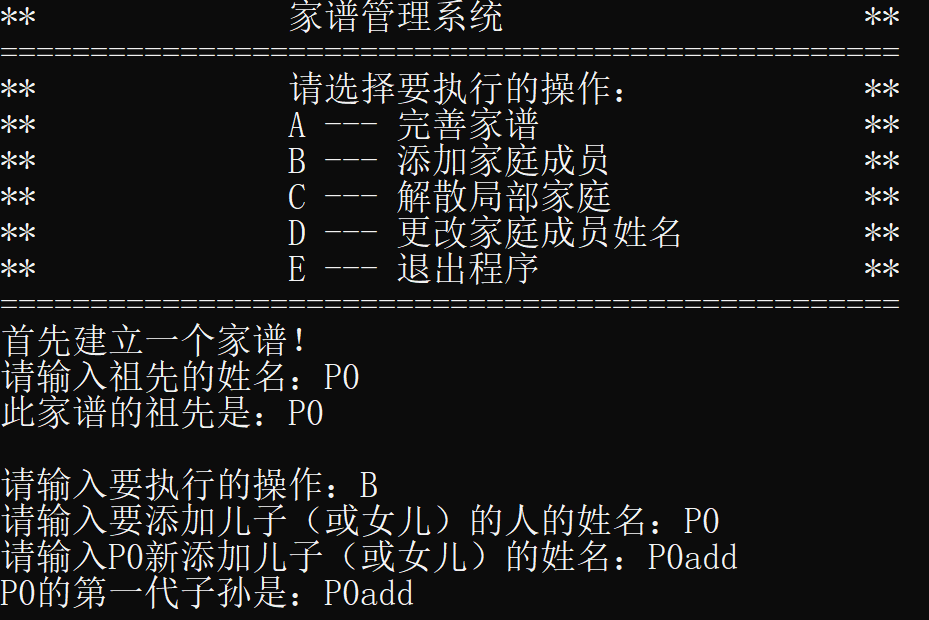 ** 家谱管理系统 **
==================================================
** 请选择要执行的操作： **
** A --- 完善家谱 **
** B --- 添加家庭成员 **
** C --- 解散局部家庭 **
** D --- 更改家庭成员姓名 **
** E --- 退出程序 **
==================================================
首先建立一个家谱！
请输入祖先的姓名：P0
此家谱的祖先是：P0
请输入要执行的操作：B
请输入要添加儿子（或女儿）的人的姓名：P0
请输入P0新添加儿子（或女儿）的姓名：P0add
P0的第一代子孙是：P0add